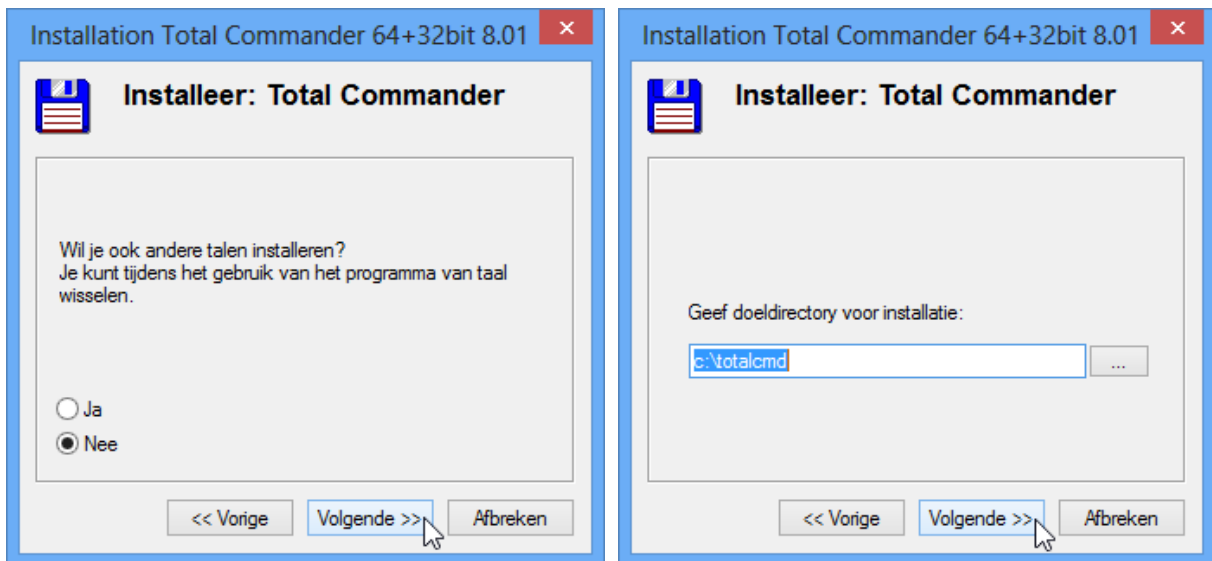 Installation Total Commander 64+32bit 8.01
Installeer: Total Commander
Wil je ook andere talen installeren?
Je kunt tijdens het gebruik van het programma van taal
wisselen.
Ja
Nee
<< Vorige
Volgende >>
Afbreken
Installation Total Commander 64+32bit 8.01
Installeer: Total Commander
Geef doeldirectory voor installatie:
c:\totalcmd
...
<< Vorige
Volgende >>
Afbreken